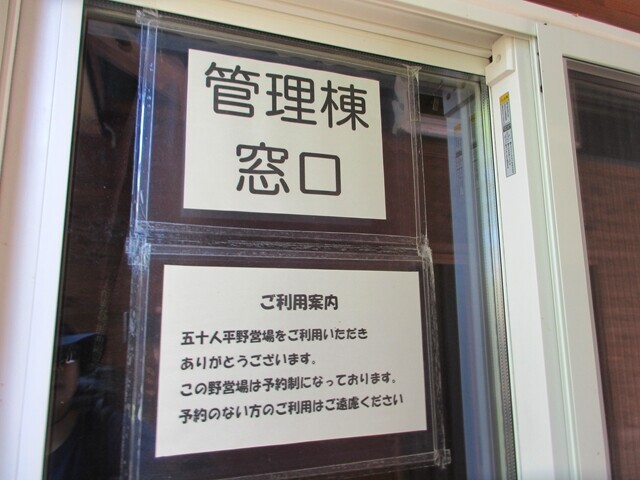 管理棟
窓口
ご利用案内
五十人平野営場をご利用いただき
ありがとうございます。
この野営場は予約制になっております。
予約のない方のご利用はご遠慮ください